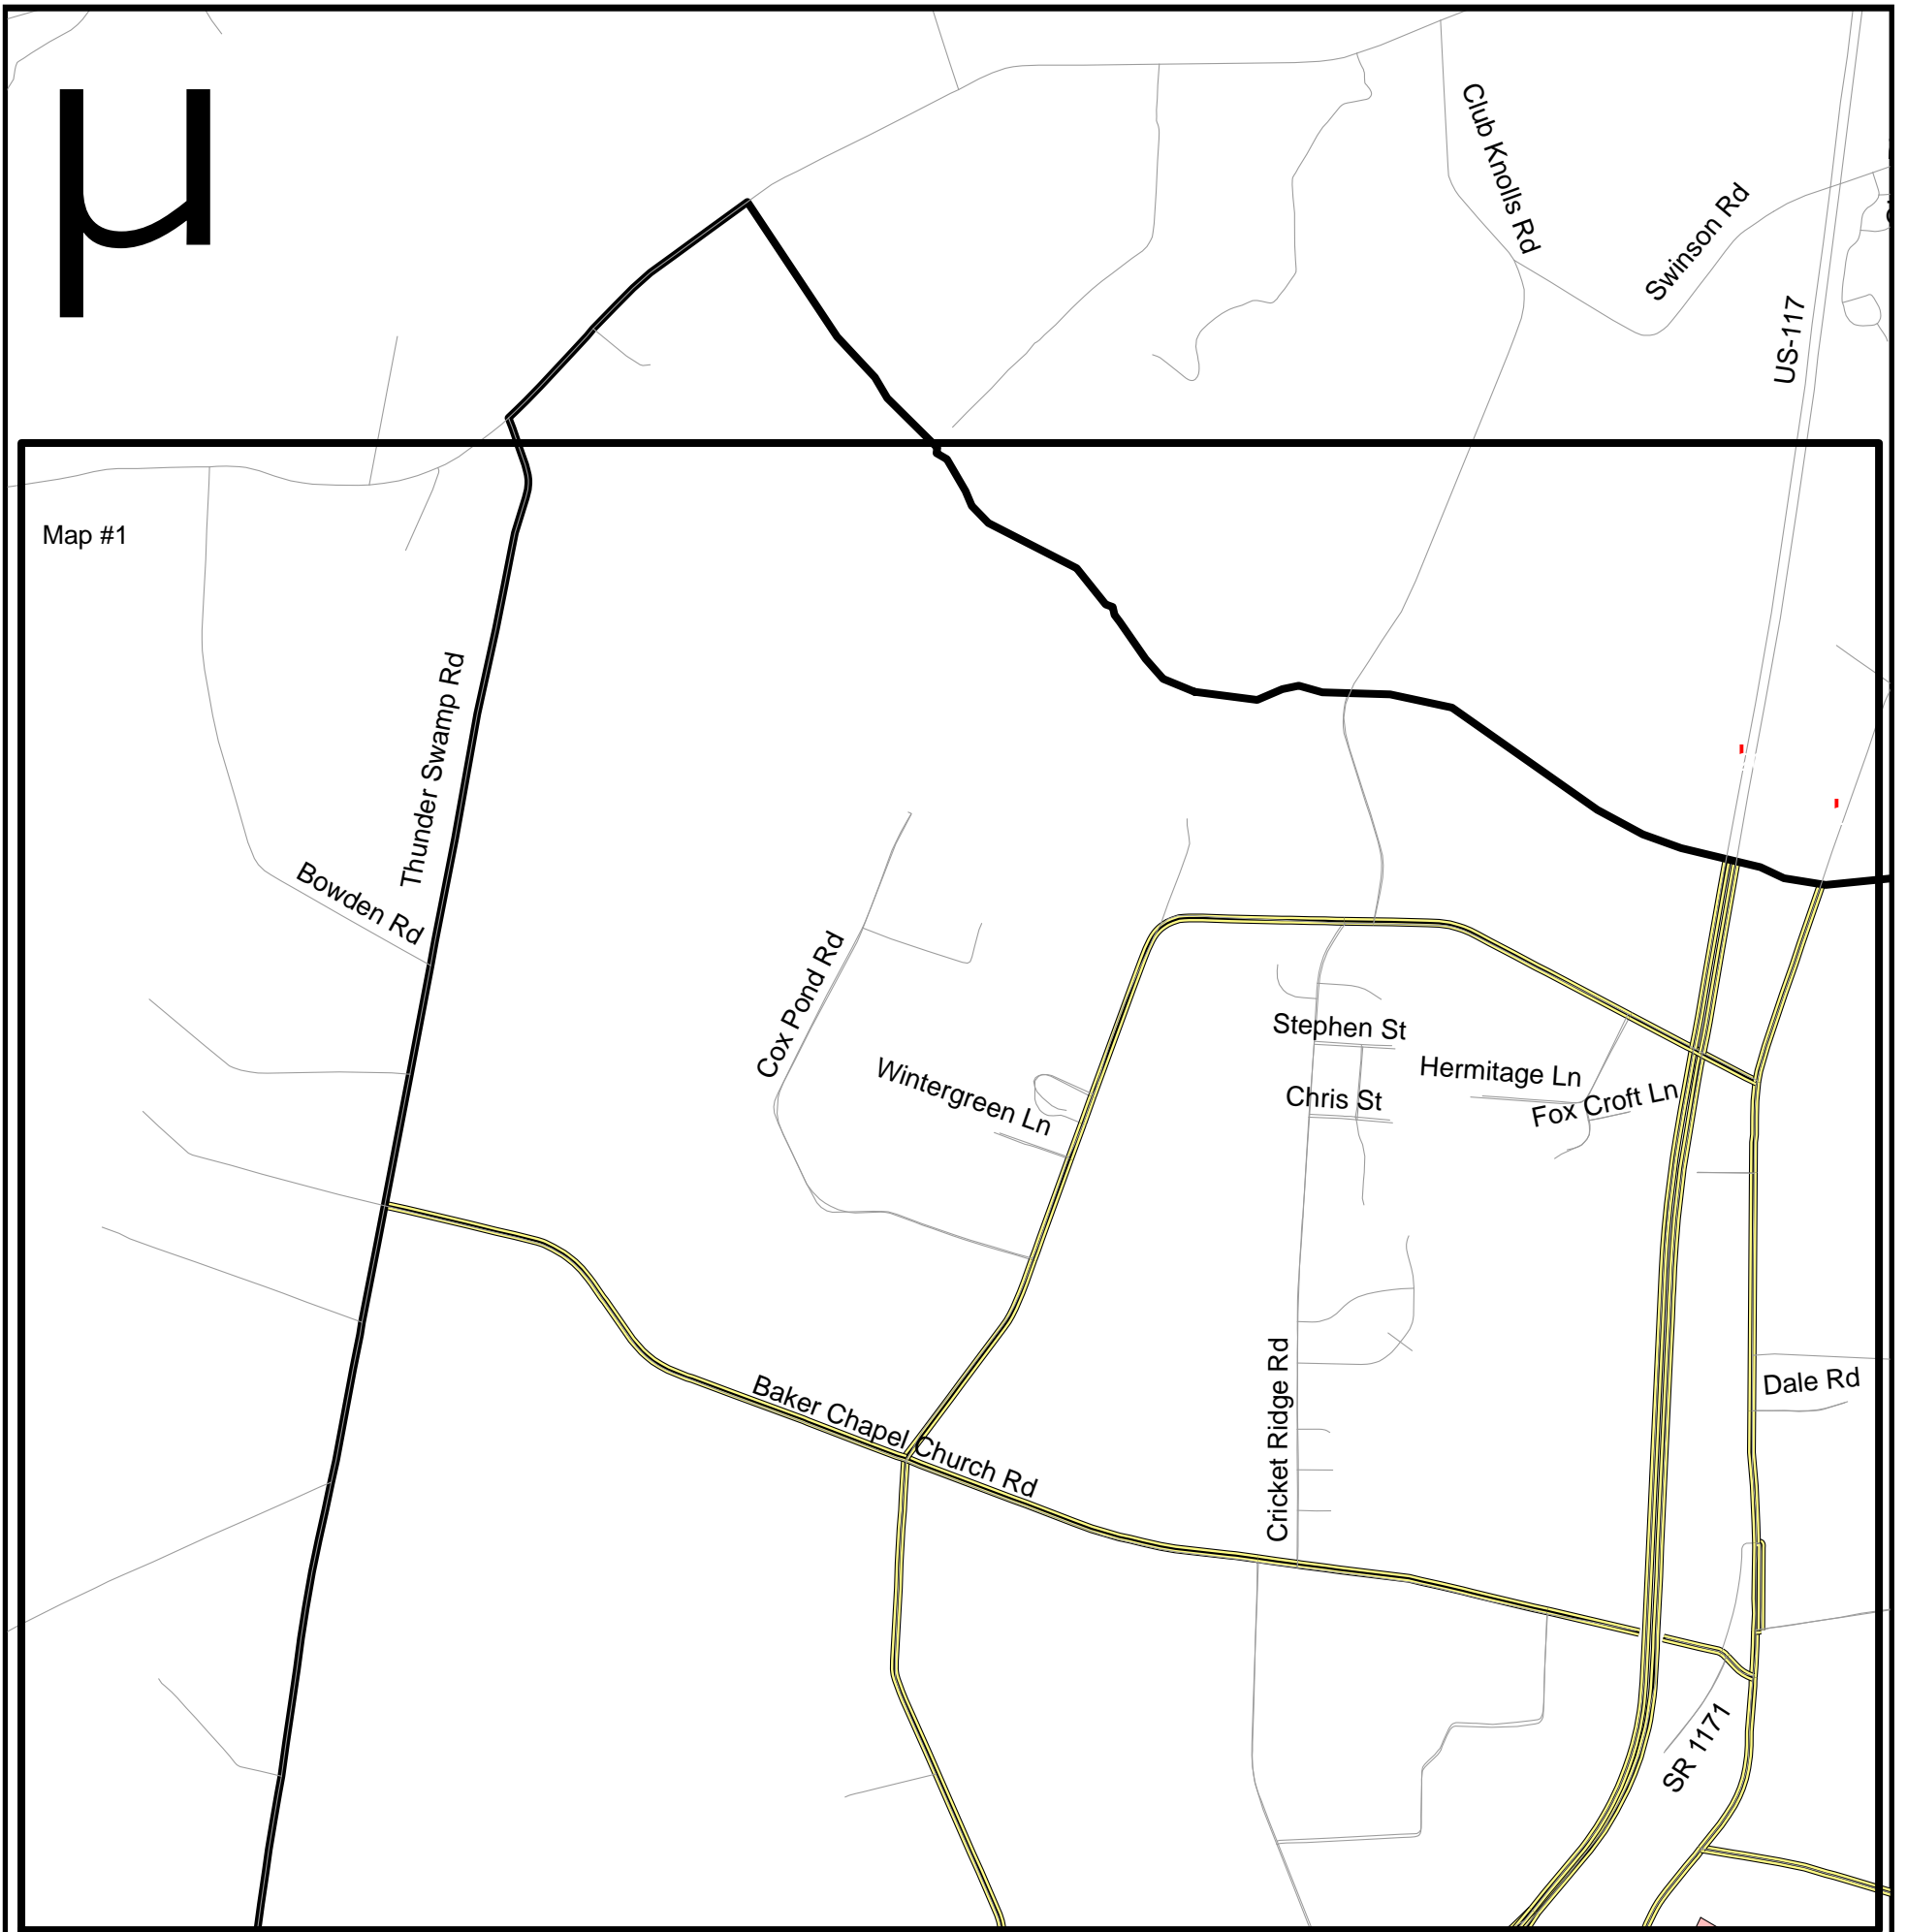 µ
Club Knolls Rd
Swinson Rd
US-117
Map #1
Thunder Swamp Rd
Bowden Rd
Cox Pond Rd
Wintergreen Ln
Stephen St
Hermitage Ln
Chris St
Fox Croft Ln
Baker Chapel Church Rd
Cricket Ridge Rd
Dale Rd
SR 1171